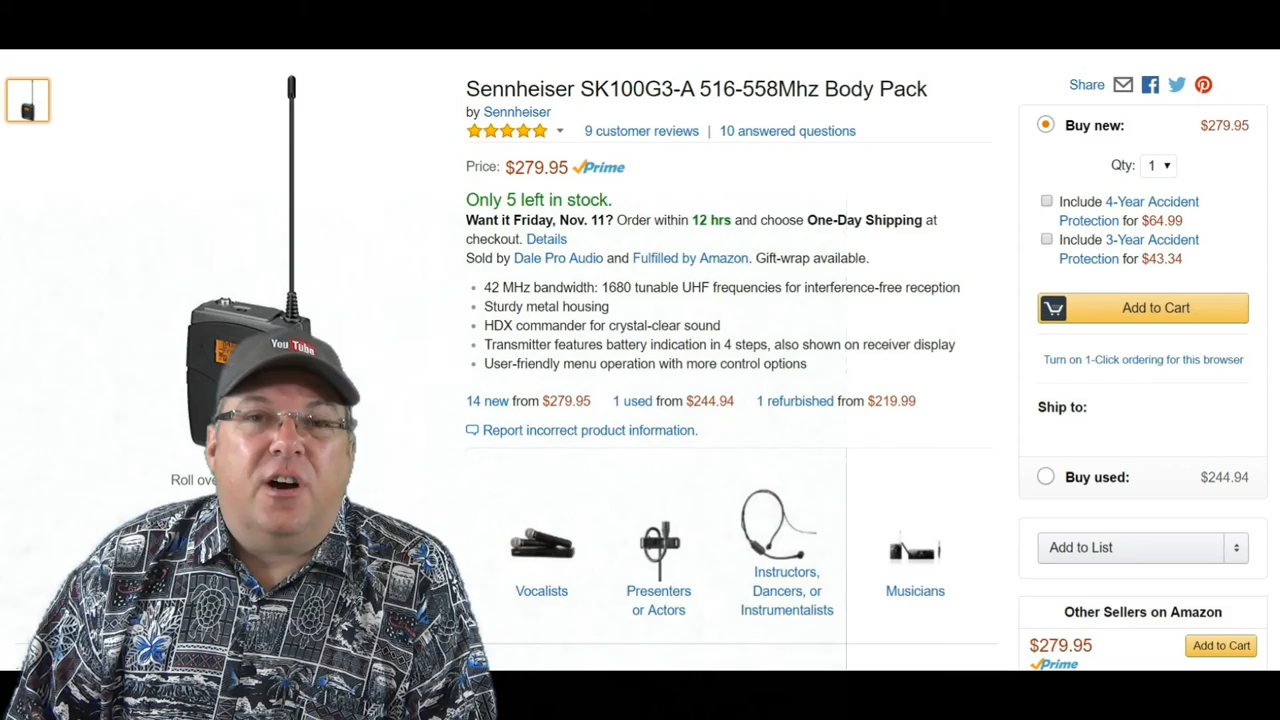 Sennheiser SK100G3-A 516-558Mhz Body Pack
by Sennheiser
9 customer reviews | 10 answered questions
Price: $279.95 Prime
Only 5 left in stock.
Want it Friday, Nov. 11? Order within 12 hrs and choose One-Day Shipping at
checkout. Details
Sold by Dale Pro Audio and Fulfilled by Amazon. Gift-wrap available.
42 MHz bandwidth: 1680 tunable UHF frequencies for interference-free reception
Sturdy metal housing
HDX commander for crystal-clear sound
Transmitter features battery indication in 4 steps, also shown on receiver display
User-friendly menu operation with more control options
14 new from $279.95 1 used from $244.94 1 refurbished from $219.99
Report incorrect product information.
Roll
You Tube
Vocalists
Presenters
or Actors
Instructors,
Dancers, or
Instrumentalists
Musicians
Share
Buy new: $279.95
Qty: 1
Include 4-Year Accident
Protection for $64.99
Include 3-Year Accident
Protection for $43.34
Add to Cart
Turn on 1-Click ordering for this browser
Ship to:
Buy used: $244.94
Add to List
Other Sellers on Amazon
$279.95 Add to Cart
Prime